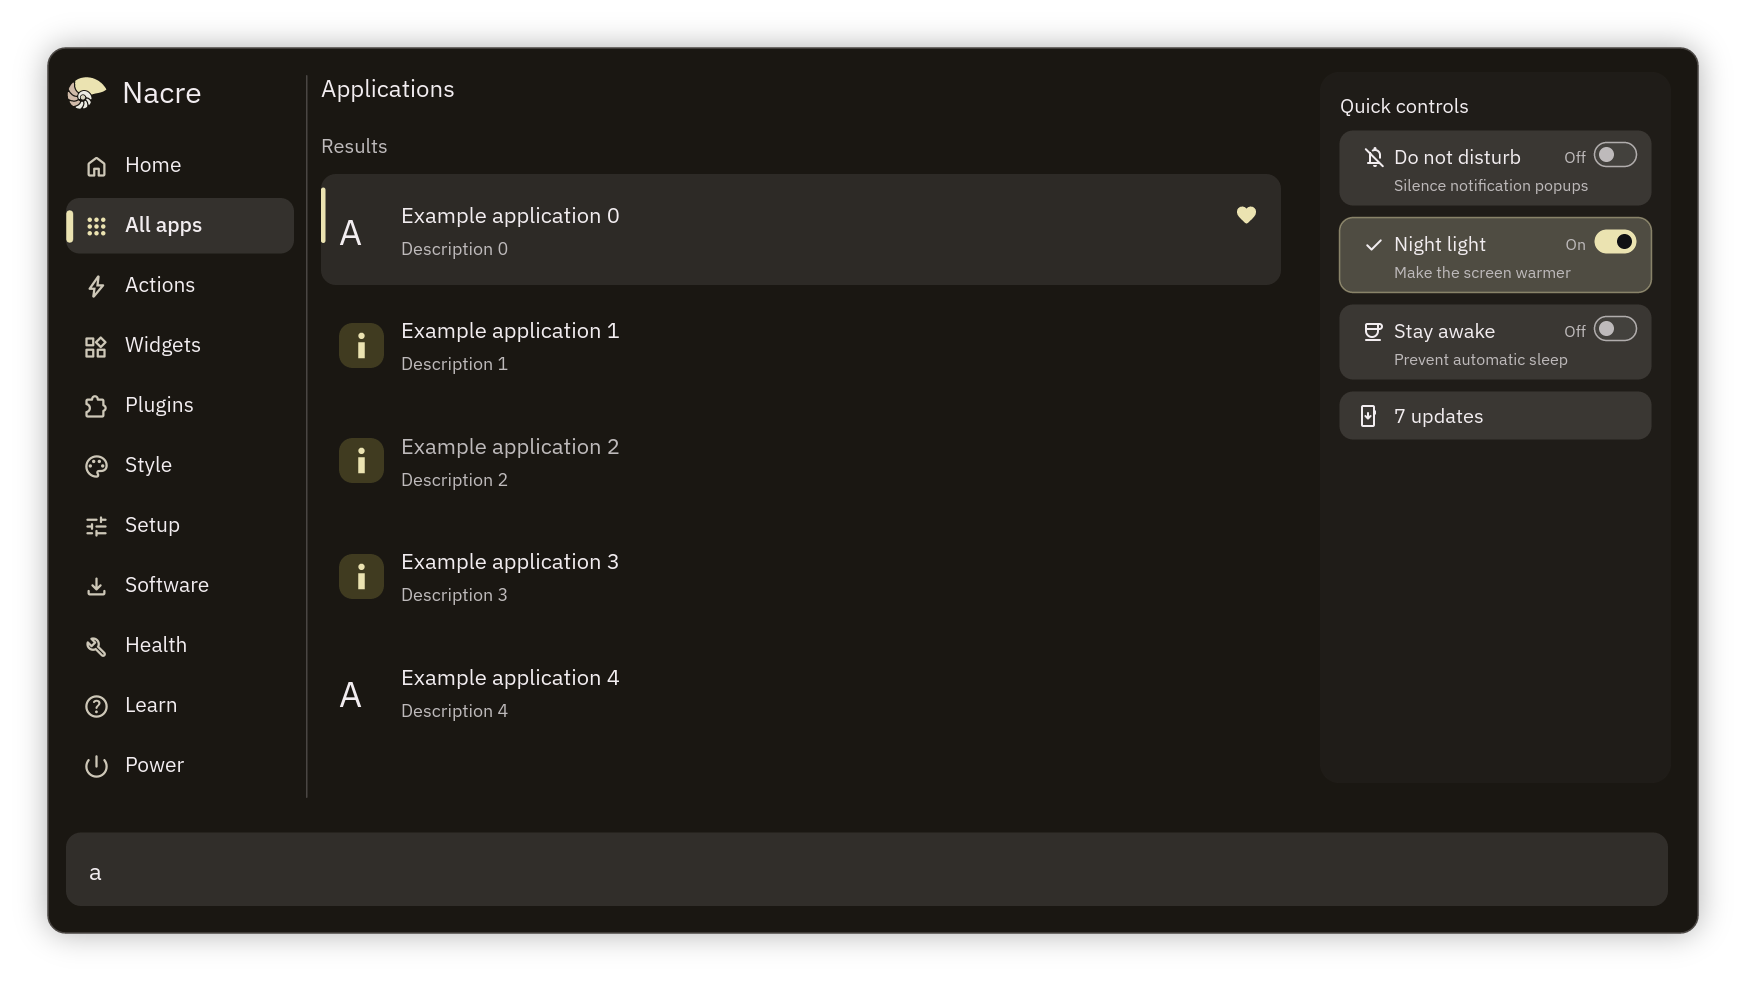 Nacre
Home
All apps
Actions
Widgets
Plugins
Style
Setup
Software
Health
Learn
Power
Applications
Results
A
Example application 0
Description 0
Example application 1
Description 1
Example application 2
Description 2
Example application 3
Description 3
A
Example application 4
Description 4
Quick controls
Do not disturb Off
Silence notification popups
Night light On
Make the screen warmer
Stay awake Off
Prevent automatic sleep
7 updates
a